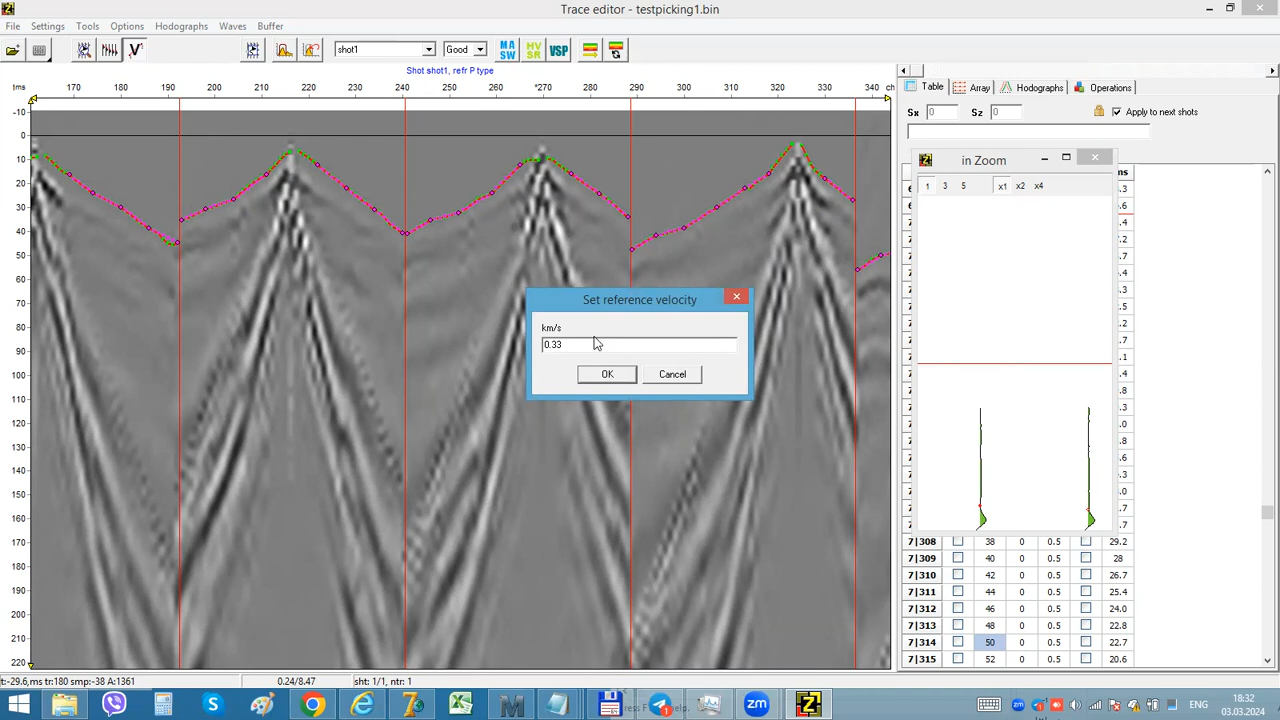 Trace editor - testpicking1.bin
File Settings Tools Options Hodographs Waves Buffer
V shot1 Good MA SW HV SR VSP
Shot shot1, refr P type
ms 170 180 190 200 210 220 230 240 250 260 *270 280 290 300 310 320 330 340 ch
-10
0
10
20
30
40
50
60
70
80
90
100
110
120
130
140
150
160
170
180
190
200
210
220
Table Array Hodographs Operations
Sx 0 Sz 0 Apply to next shots
in Zoom
1 3 5 x1 x2 x4
Set reference velocity
km/s
0.33
OK Cancel
7|308 38 0 0.5 29.2
7|309 40 0 0.5 28
7|310 42 0 0.5 26.7
7|311 44 0 0.5 25.4
7|312 46 0 0.5 24.0
7|313 48 0 0.5 22.8
7|314 50 0 0.5 22.7
7|315 52 0 0.5 20.6
t:-29.6,ms tr:180 smp:-38 A:1361 0.24/8.47 sht: 1/1, ntr: 1
zm
ENG
18:32
03.03.2024